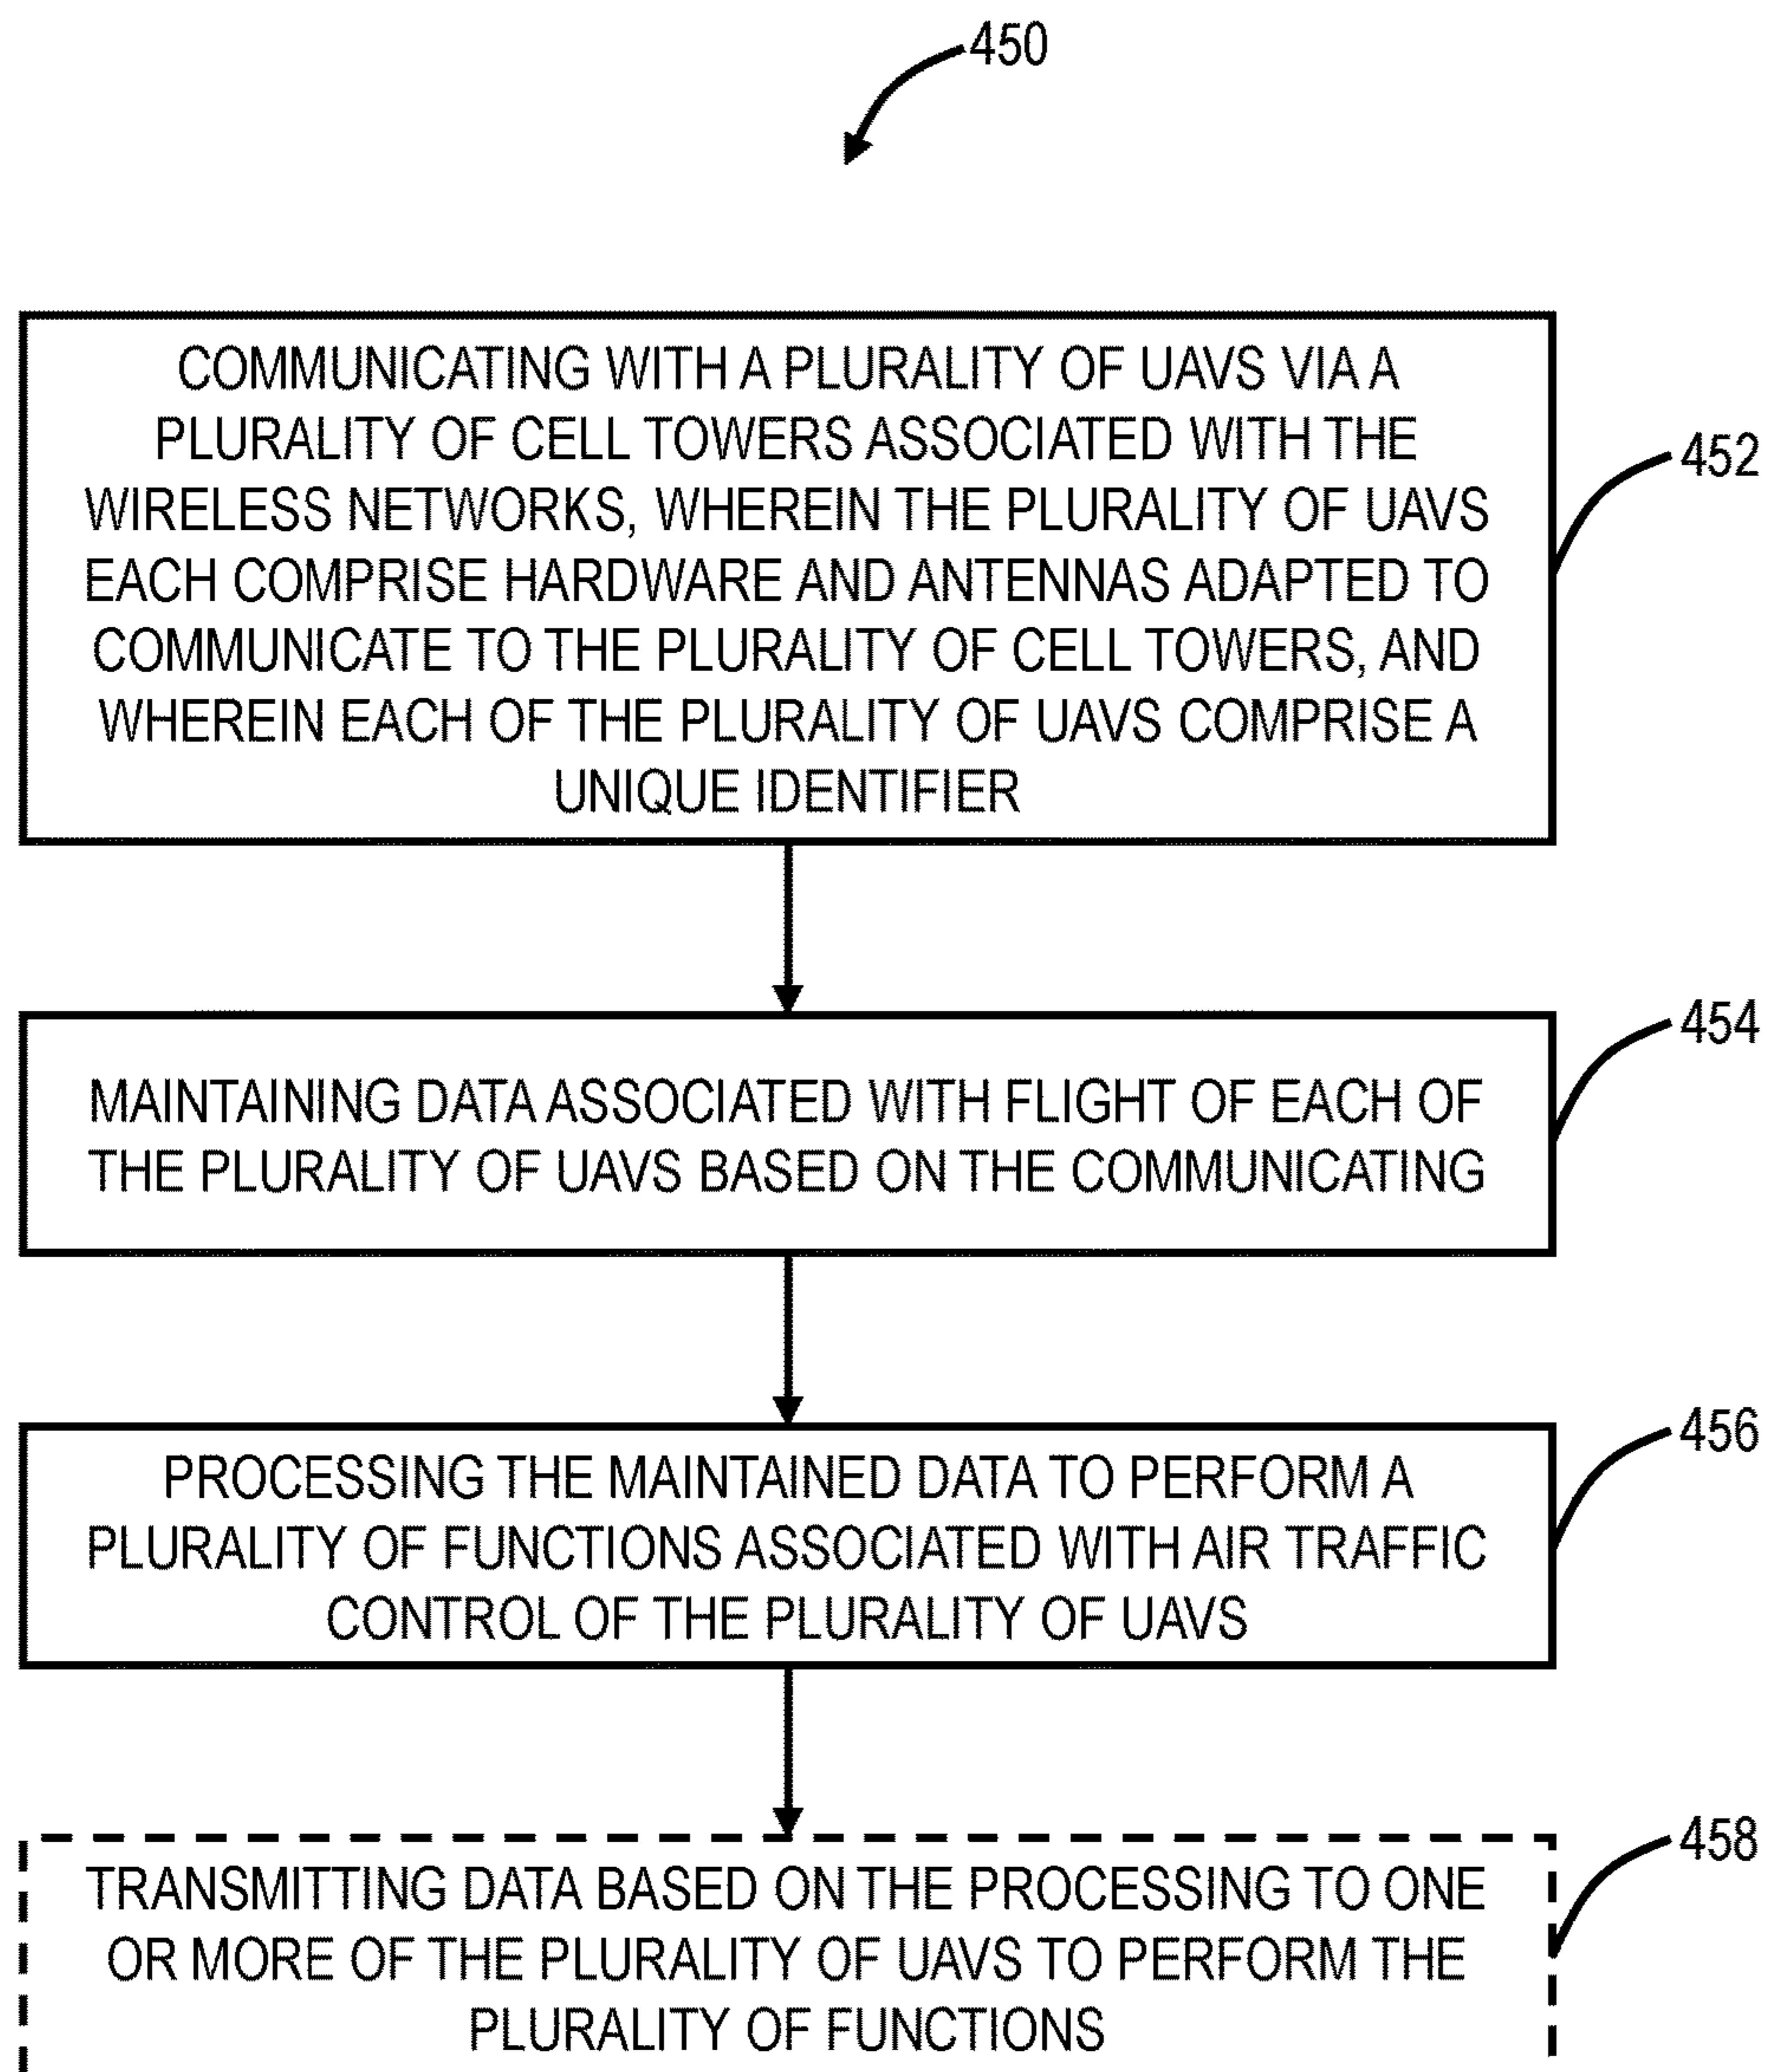 450
COMMUNICATING WITH A PLURALITY OF UAVS VIA A
PLURALITY OF CELL TOWERS ASSOCIATED WITH THE
WIRELESS NETWORKS, WHEREIN THE PLURALITY OF UAVS
EACH COMPRISE HARDWARE AND ANTENNAS ADAPTED TO
COMMUNICATE TO THE PLURALITY OF CELL TOWERS, AND
WHEREIN EACH OF THE PLURALITY OF UAVS COMPRISE A
UNIQUE IDENTIFIER
452
MAINTAINING DATA ASSOCIATED WITH FLIGHT OF EACH OF
THE PLURALITY OF UAVS BASED ON THE COMMUNICATING
454
PROCESSING THE MAINTAINED DATA TO PERFORM A
PLURALITY OF FUNCTIONS ASSOCIATED WITH AIR TRAFFIC
CONTROL OF THE PLURALITY OF UAVS
456
TRANSMITTING DATA BASED ON THE PROCESSING TO ONE
OR MORE OF THE PLURALITY OF UAVS TO PERFORM THE
PLURALITY OF FUNCTIONS
458